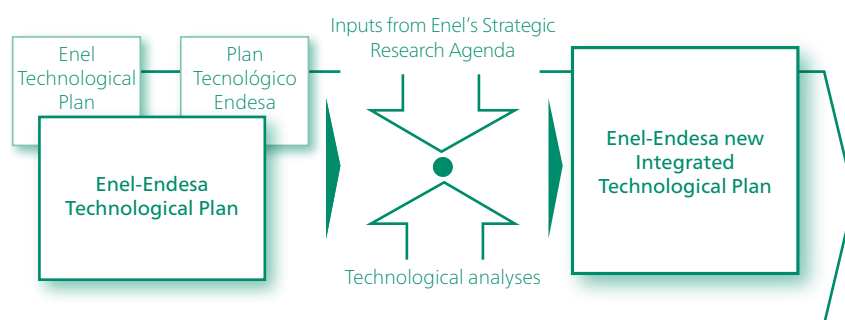 Enel
Technological
Plan
Plan
Tecnológico
Endesa
Enel-Endesa
Technological Plan
Inputs from Enel’s Strategic
Research Agenda
Technological analyses
Enel-Endesa new
Integrated
Technological Plan